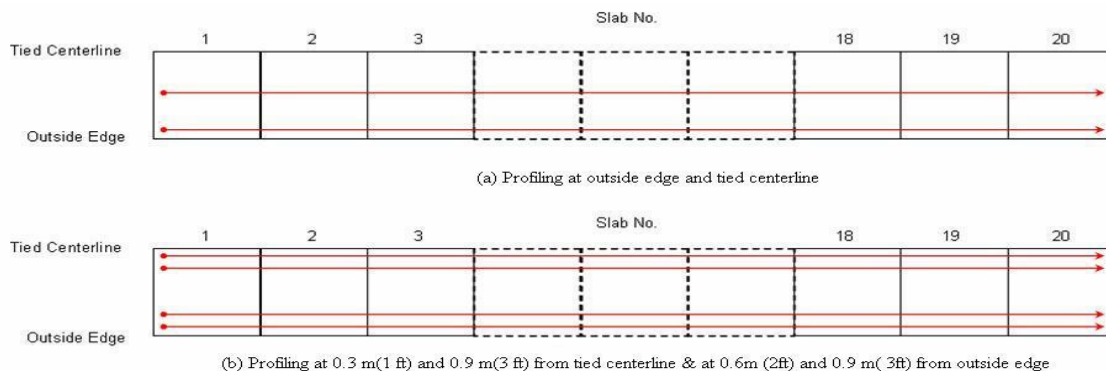 Slab No.
Tied Centerline 1 2 3 18 19 20
Outside Edge
(a) Profiling at outside edge and tied centerline
Slab No.
Tied Centerline 1 2 3 18 19 20
Outside Edge
(b) Profiling at 0.3 m(1 ft) and 0.9 m(3 ft) from tied centerline & at 0.6m (2ft) and 0.9 m( 3ft) from outside edge